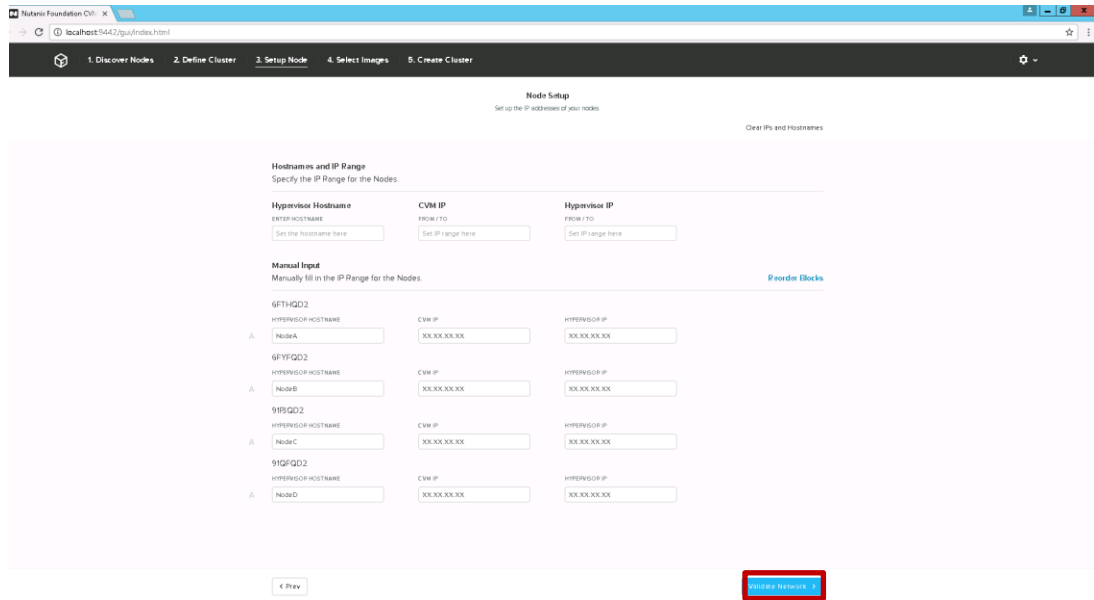 Nutanix Foundation CVM
localhost:9442/gui/index.html
1. Discover Nodes 2. Define Cluster 3. Setup Node 4. Select Images 5. Create Cluster
Node Setup
Set up the IP addresses of your nodes
Clear IPs and Hostnames
Hostnames and IP Range
Specify the IP Range for the Nodes.
Hypervisor Hostname CVM IP Hypervisor IP
ENTER HOSTNAME FROM / TO FROM / TO
Set the hostname here Set IP range here Set IP range here
Manual Input
Manually fill in the IP Range for the Nodes. Reorder Blocks
6FTHQD2
HYPERVISOR HOSTNAME CVM IP HYPERVISOR IP
A NodeA XX.XX.XX.XX XX.XX.XX.XX
6FYFQD2
HYPERVISOR HOSTNAME CVM IP HYPERVISOR IP
A NodeB XX.XX.XX.XX XX.XX.XX.XX
HYPERVISOR HOSTNAME CVM IP HYPERVISOR IP
A NodeC XX.XX.XX.XX XX.XX.XX.XX
91QFQD2
HYPERVISOR HOSTNAME CVM IP HYPERVISOR IP
A NodeD XX.XX.XX.XX XX.XX.XX.XX
< Prev Validate Network >